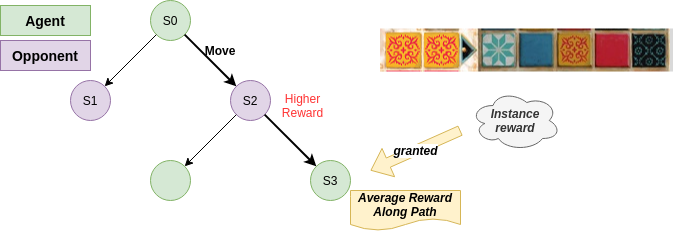 Agent
Opponent
S0
Move
S1
S2
Higher
Reward
Instance
reward
granted
S3
Average Reward
Along Path